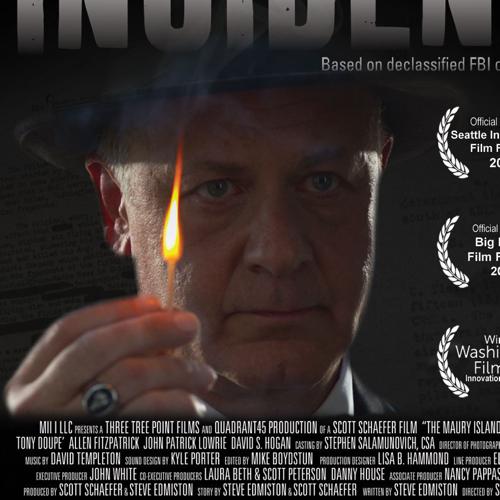 INCIDEN
Based on declassified FBI
Official
Seattle In
Film F
20
Official
Big
Film F
20
Win
Washi
Film
Innovation
MII I LLC PRESENTS A THREE TREE POINT FILMS AND QUADRANT45 PRODUCTION OF A SCOTT SCHAEFER FILM "THE MAURY ISLAND
TONY DOUPE' ALLEN FITZPATRICK JOHN PATRICK LOWRIE DAVID S. HOGAN CASTING BY STEPHEN SALAMUNOVICH, CSA DIRECTOR OF PHOTOGRAPH
MUSIC BY DAVID TEMPLETON SOUND DESIGN BY KYLE PORTER EDITED BY MIKE BOYDSTUN PRODUCTION DESIGNER LISA B. HAMMOND LINE PRODUCER EL
EXECUTIVE PRODUCER JOHN WHITE CO-EXECUTIVE PRODUCERS LAURA BETH & SCOTT PETERSON DANNY HOUSE ASSOCIATE PRODUCER NANCY PAPPAS
PRODUCED BY SCOTT SCHAEFER & STEVE EDMISTON STORY BY STEVE EDMISTON & SCOTT SCHAEFER WRITTEN BY STEVE EDMISTON DIRECTED B